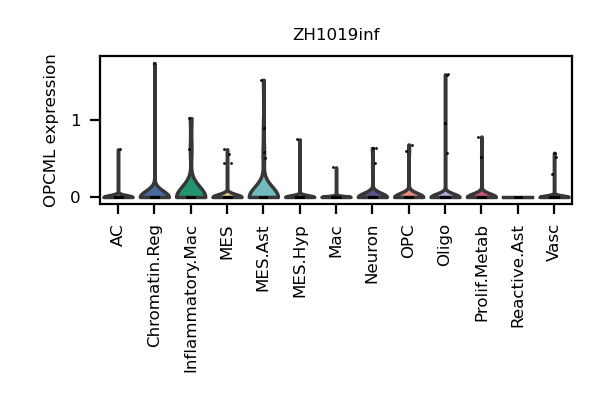 ZH1019inf
OPCML expression
1
0
AC
Chromatin.Reg
Inflammatory.Mac
MES
MES.Ast
MES.Hyp
Mac
Neuron
OPC
Oligo
Prolif.Metab
Reactive.Ast
Vasc